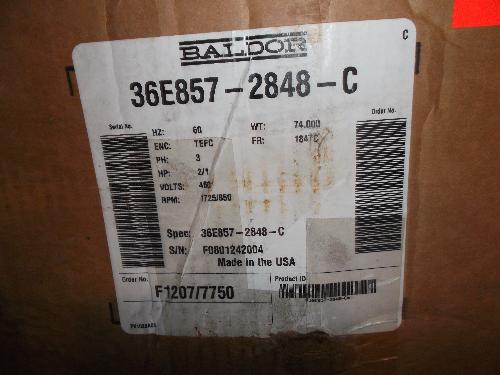 BALDOR
C
36E857-2848-C
Serial No.
Order No.
HZ: 60 WT: 74.000
ENC: TEFC FR: 184TC
PH: 3
HP: 2/1
VOLTS: 460
RPM: 1725/850
Spec: 36E857-2848-C
S/N: F0801242004
Made in the USA
Order No.
Product ID
F1207/7750